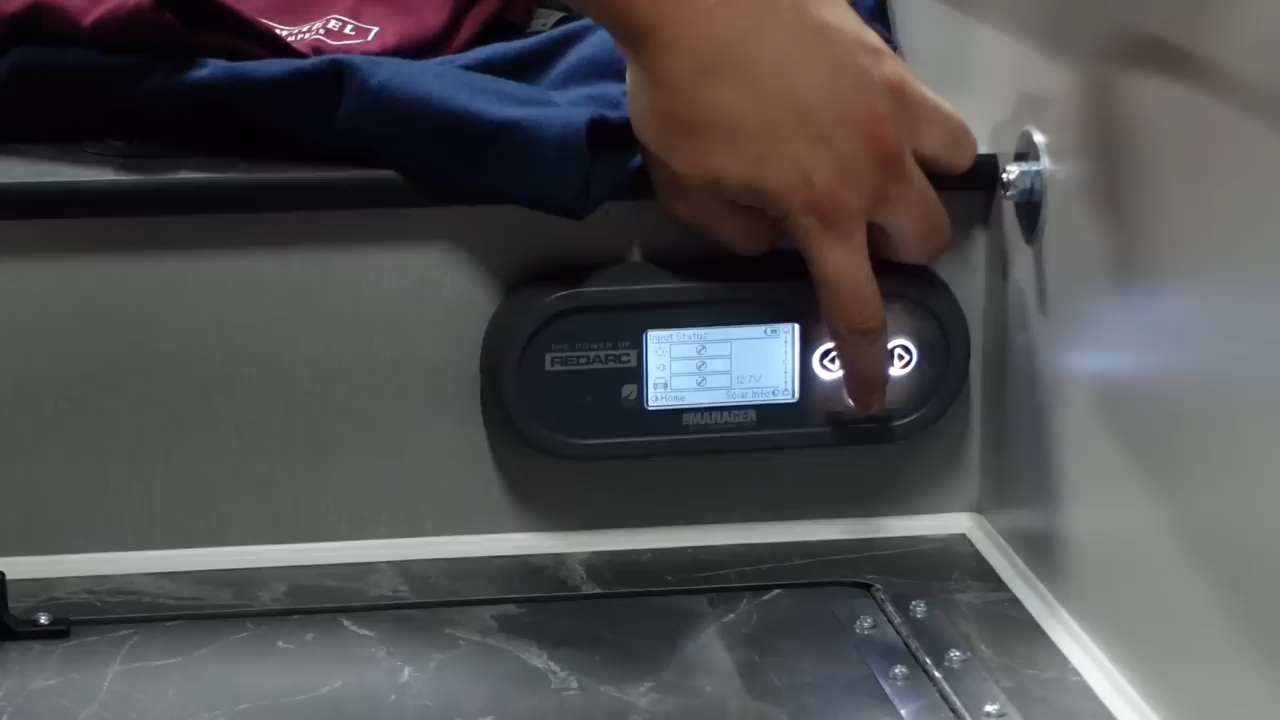 THE POWER OF
REDARC
Input Status
12.7V
Home
Solar Info
MANAGER